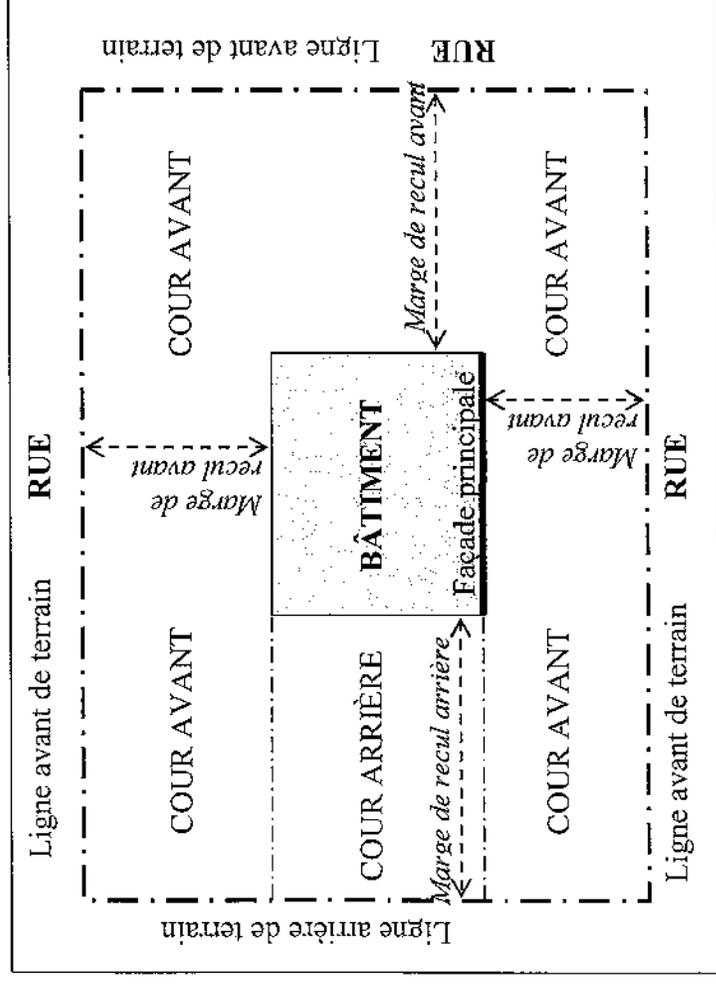 Ligne avant de terrain RUE
Ligne avant de terrain
RUE
COUR AVANT
COUR AVANT
Marge de
recul avant
Marge de recul avant
BÂTIMENT
Façade principale
COUR ARRIÈRE
Marge de recul arrière
Ligne arrière de terrain
COUR AVANT
COUR AVANT
Marge de
recul avant
Ligne avant de terrain
RUE